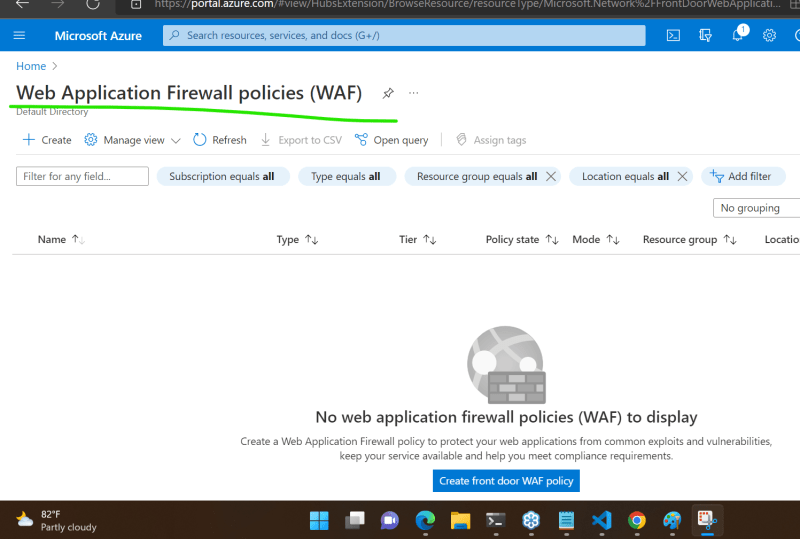 https://portal.azure.com/#view/HubsExtension/BrowseResource/resourceType/Microsoft.Network%2FFrontDoorWebApplicati...
Microsoft Azure
Search resources, services, and docs (G+/)
1
Home
Web Application Firewall policies (WAF)
Default Directory
Create
Manage view
Refresh
Export to CSV
Open query
Assign tags
Filter for any field...
Subscription equals all
Type equals all
Resource group equals all
Location equals all
Add filter
No grouping
Name
Type
Tier
Policy state
Mode
Resource group
Locatio
No web application firewall policies (WAF) to display
Create a Web Application Firewall policy to protect your web applications from common exploits and vulnerabilities,
keep your service available and help you meet compliance requirements.
Create front door WAF policy
82°F
Partly cloudy